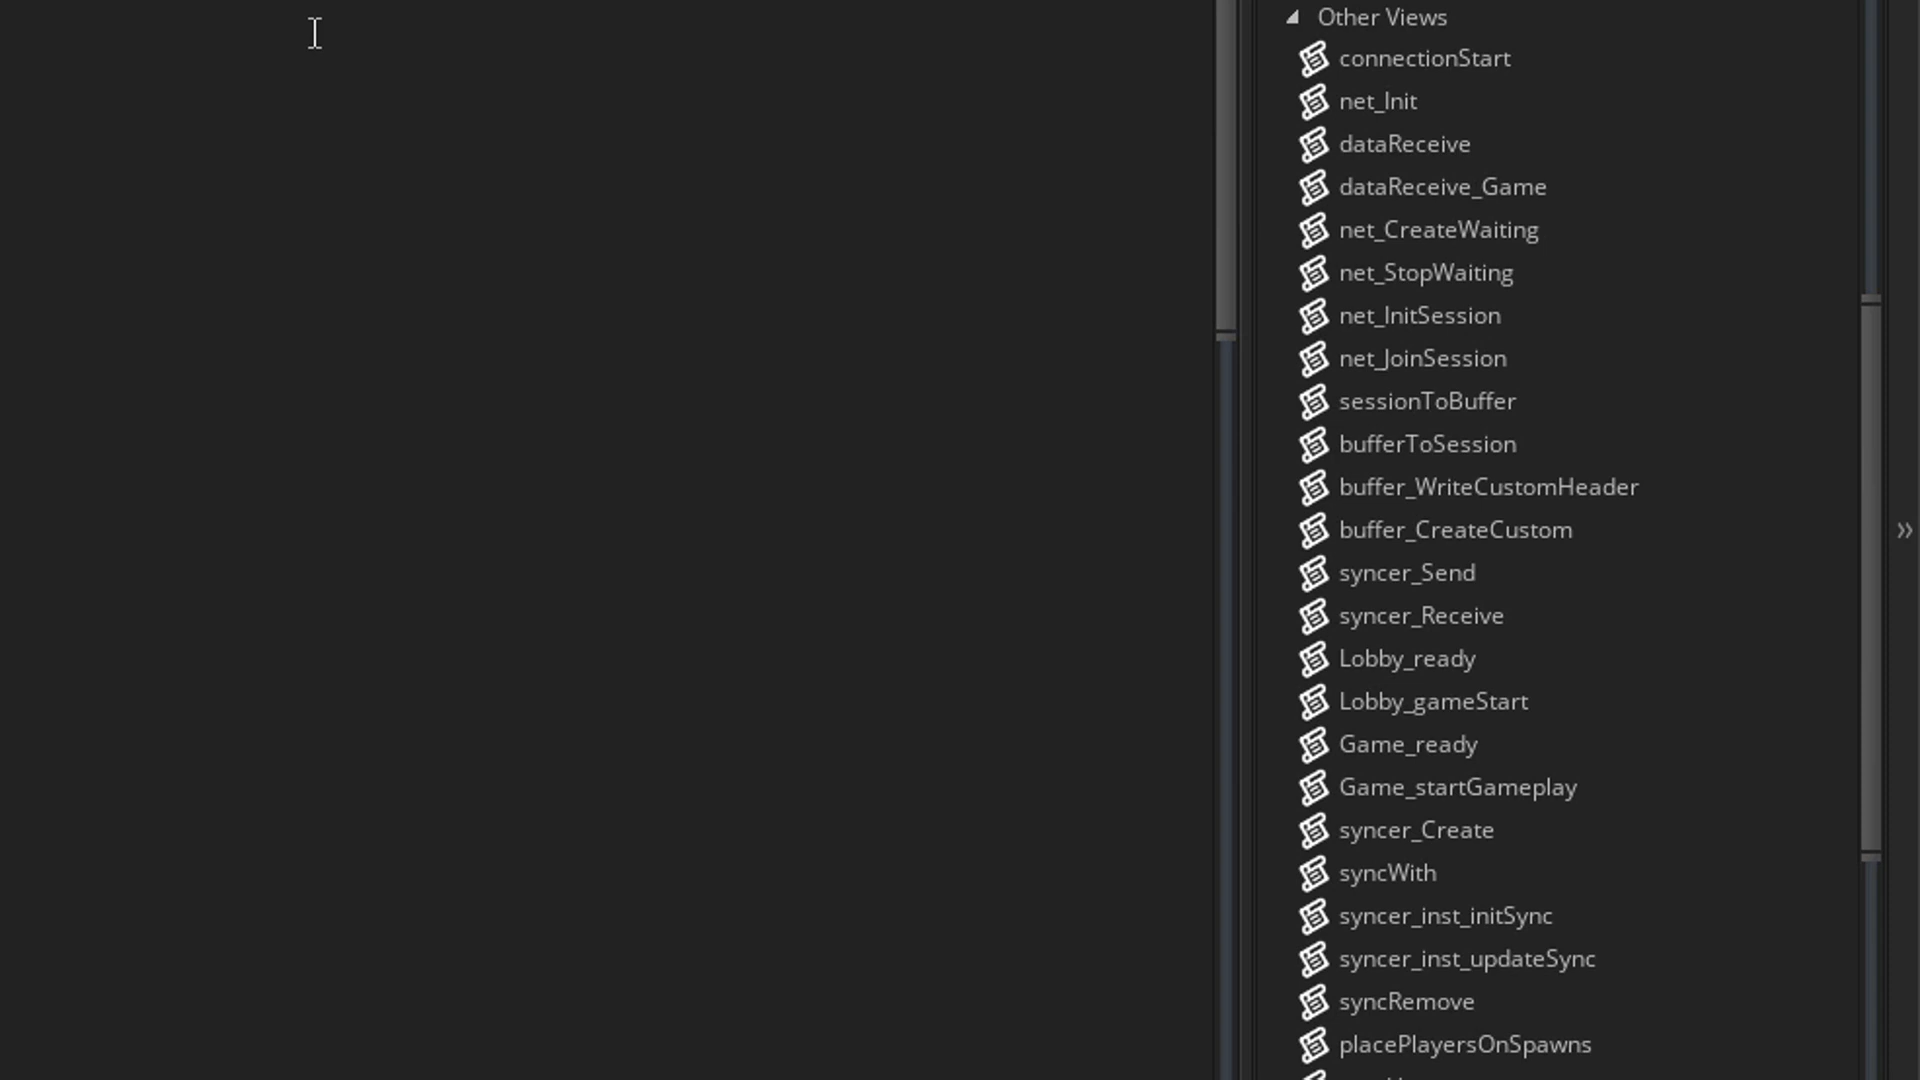 Other Views
connectionStart
net_Init
dataReceive
dataReceive_Game
net_CreateWaiting
net_StopWaiting
net_InitSession
net_JoinSession
sessionToBuffer
bufferToSession
buffer_WriteCustomHeader
buffer_CreateCustom
syncer_Send
syncer_Receive
Lobby_ready
Lobby_gameStart
Game_ready
Game_startGameplay
syncer_Create
syncWith
syncer_inst_initSync
syncer_inst_updateSync
syncRemove
placePlayersOnSpawns